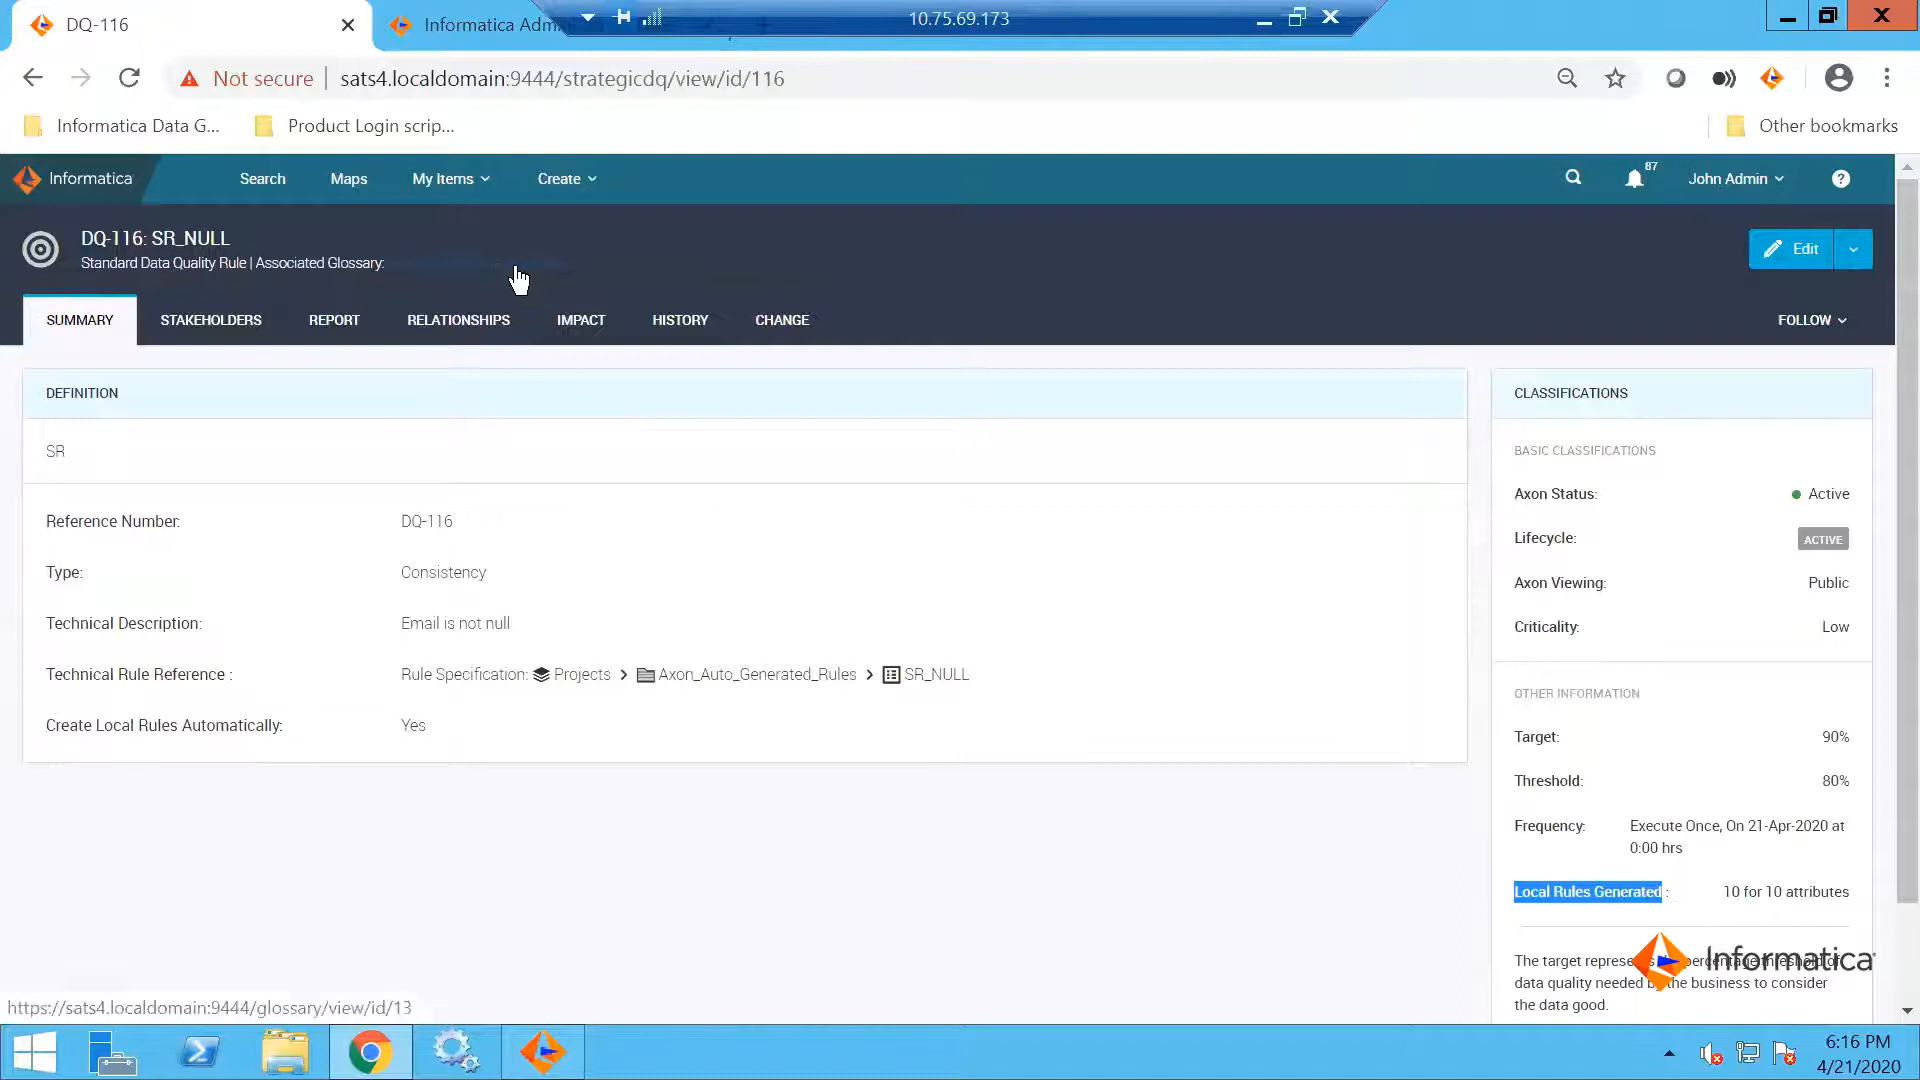 DQ-116
Informatica Adm
10.75.69.173
Not secure
sats4.localdomain:9444/strategicdq/view/id/116
Informatica Data G...
Product Login scrip...
Other bookmarks
Informatica
Search
Maps
My Items
Create
87
John Admin
?
DQ-116: SR_NULL
Standard Data Quality Rule | Associated Glossary:
Edit
SUMMARY
STAKEHOLDERS
REPORT
RELATIONSHIPS
IMPACT
HISTORY
CHANGE
FOLLOW
DEFINITION
SR
Reference Number: DQ-116
Type: Consistency
Technical Description: Email is not null
Technical Rule Reference : Rule Specification: Projects > Axon_Auto_Generated_Rules > SR_NULL
Create Local Rules Automatically: Yes
CLASSIFICATIONS
BASIC CLASSIFICATIONS
Axon Status: Active
Lifecycle: ACTIVE
Axon Viewing: Public
Criticality: Low
OTHER INFORMATION
Target: 90%
Threshold: 80%
Frequency: Execute Once, On 21-Apr-2020 at
0:00 hrs
Local Rules Generated : 10 for 10 attributes
The target represe percentage threshold of
data quality needed the business to consider
the data good.
Informatica
https://sats4.localdomain:9444/glossary/view/id/13
6:16 PM
4/21/2020